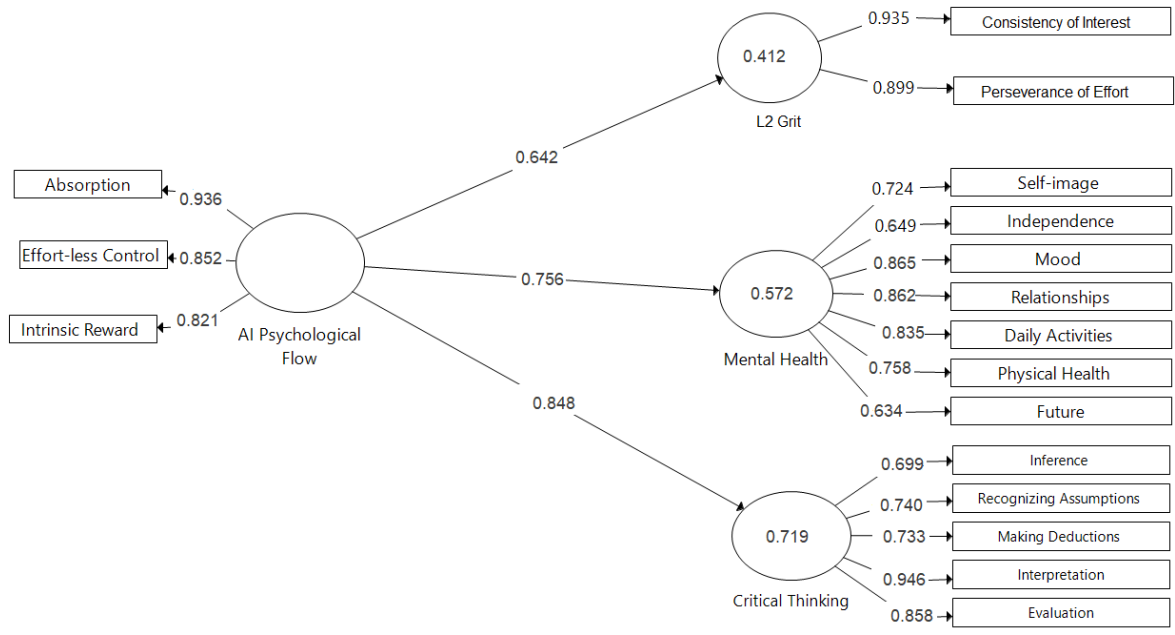 0.935
Consistency of Interest
0.412
0.899
Perseverance of Effort
L2 Grit
0.642
Absorption
0.936
Effort-less Control
0.852
Intrinsic Reward
0.821
AI Psychological
Flow
0.756
0.724
Self-image
0.649
Independence
0.865
Mood
0.572
0.862
Relationships
0.835
Daily Activities
Mental Health
0.758
Physical Health
0.634
Future
0.848
0.699
Inference
0.740
Recognizing Assumptions
0.719
0.733
Making Deductions
0.946
Interpretation
Critical Thinking
0.858
Evaluation